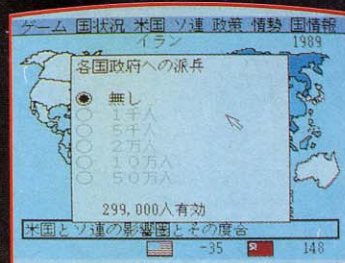 ゲーム 国状況 米国 ソ連 政策 情勢 国情報
イラン 1989
各国政府への派兵
無し
1千人
5千人
2万人
10万人
50万人
299,000人有効
米国とソ連の影響圏とその度合
-35 148